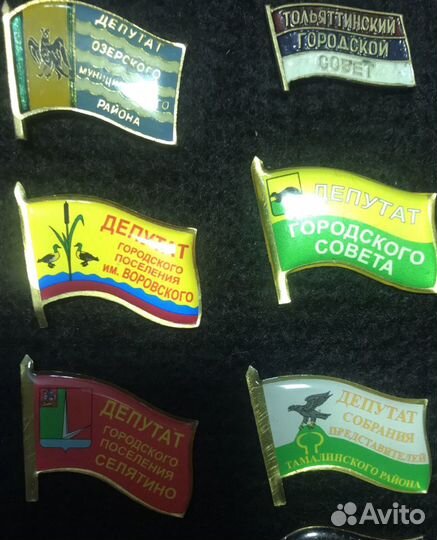 ДЕПУТАТ
ОЗЕРСКОГО
МУНИЦИПАЛЬНОГО
РАЙОНА
ТОЛЬЯТТИНСКИЙ
ГОРОДСКОЙ
СОВЕТ
ДЕПУТАТ
ГОРОДСКОГО
ПОСЕЛЕНИЯ
им. ВОРОВСКОГО
ДЕПУТАТ
ГОРОДСКОГО
СОВЕТА
ДЕПУТАТ
ГОРОДСКОГО
ПОСЕЛЕНИЯ
СЕЛЯТИНО
ДЕПУТАТ
СОБРАНИЯ
ПРЕДСТАВИТЕЛЕЙ
ТАМАЛИНСКОГО РАЙОНА
Avito